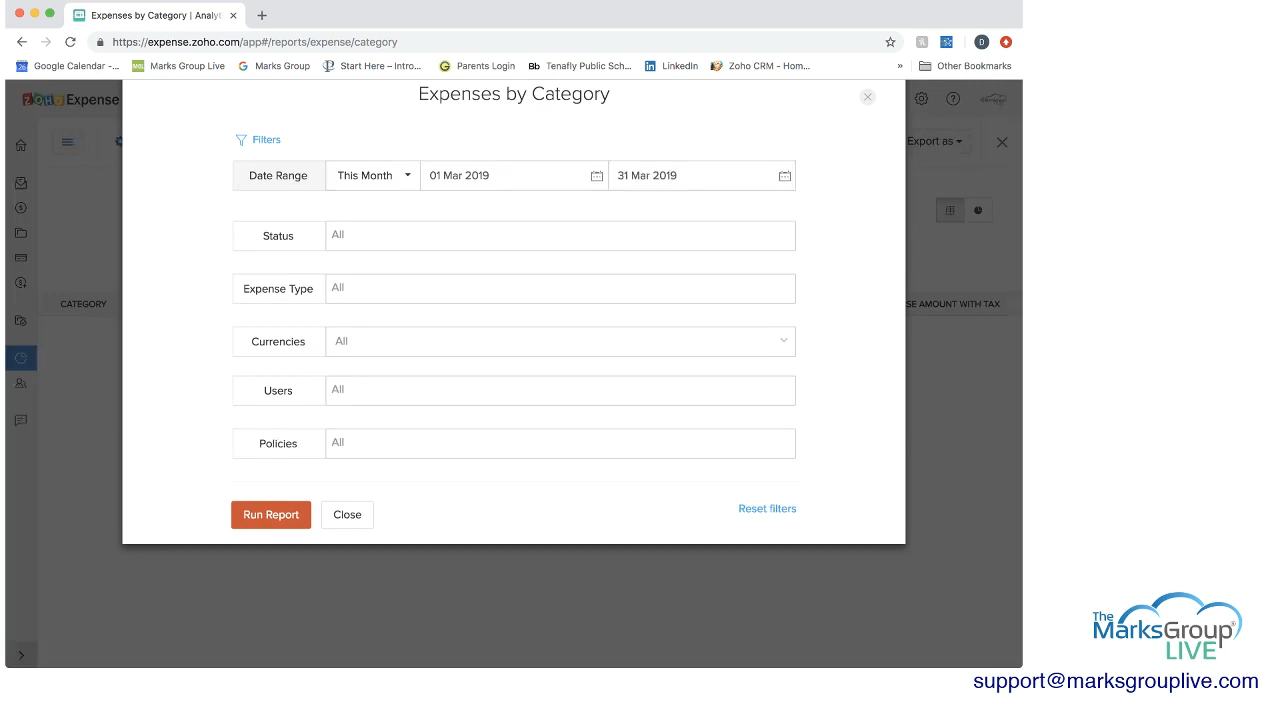 Expenses by Category | Analyt
https://expense.zoho.com/app#/reports/expense/category
D
Google Calendar -... Marks Group Live Marks Group Start Here – Intro... Parents Login Bb Tenafly Public Sch... LinkedIn Zoho CRM - Hom... » Other Bookmarks
ZOHO Expense
Expenses by Category
Export as
Filters
Date Range This Month 01 Mar 2019 31 Mar 2019
Status All
Expense Type All
CATEGORY
SE AMOUNT WITH TAX
Currencies All
Users All
Policies All
Run Report Close Reset filters
The
MarksGroup®
LIVE
support@marksgrouplive.com